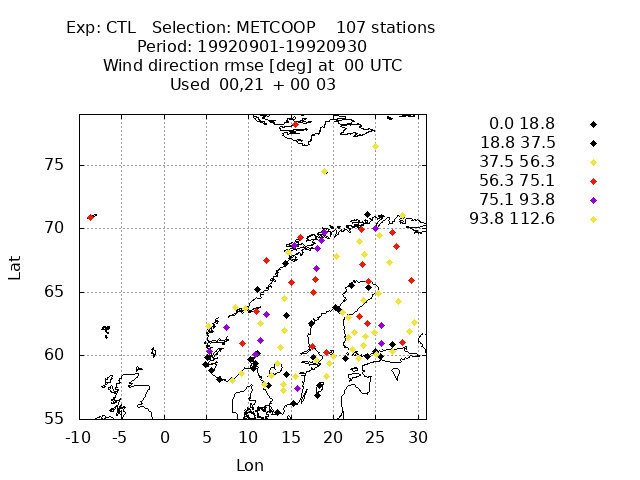 Exp: CTL Selection: METCOOP 107 stations
Period: 19920901-19920930
Wind direction rmse [deg] at 00 UTC
Used 00,21 + 00 03
0.0 18.8
18.8 37.5
37.5 56.3
56.3 75.1
75.1 93.8
93.8 112.6
75
70
65
60
55
Lat
-10 -5 0 5 10 15 20 25 30
Lon